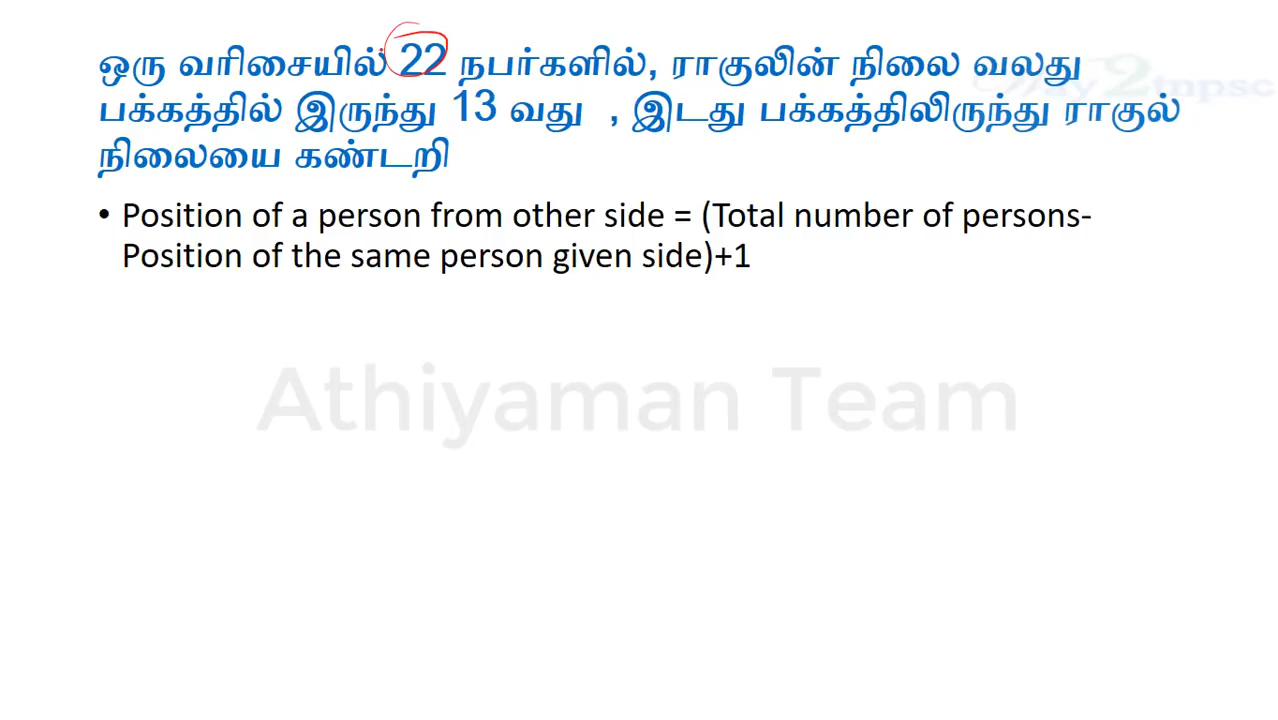 ஒரு வரிசையில் 22 நபர்களில், ராகுலின் நிலை வலது
பக்கத்தில் இருந்து 13 வது , இடது பக்கத்திலிருந்து ராகுல்
நிலையை கண்டறி
• Position of a person from other side = (Total number of persons-
Position of the same person given side)+1
Athiyaman Team